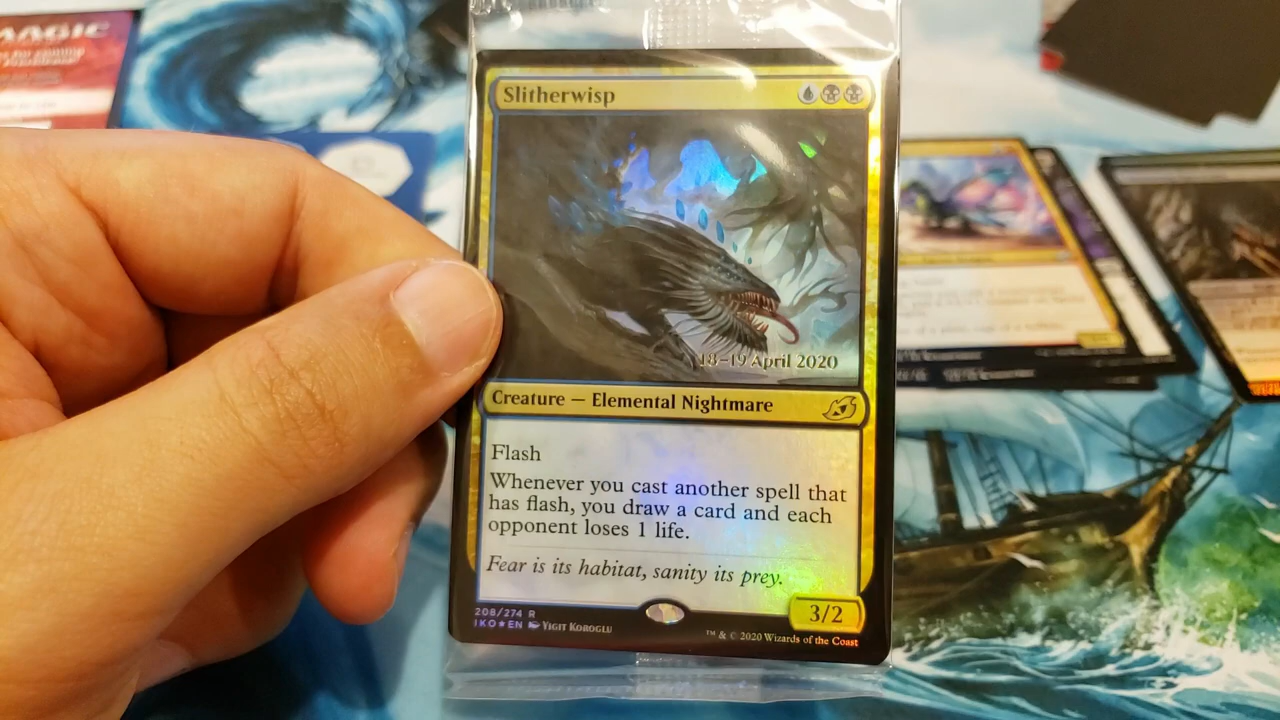 MAGIC
Slitherwisp
18–19 April 2020
Creature — Elemental Nightmare
Flash
Whenever you cast another spell that
has flash, you draw a card and each
opponent loses 1 life.
Fear is its habitat, sanity its prey.
3/2
208/274 R
IKO★EN YIGIT KOROGLU
™ & © 2020 Wizards of the Coast